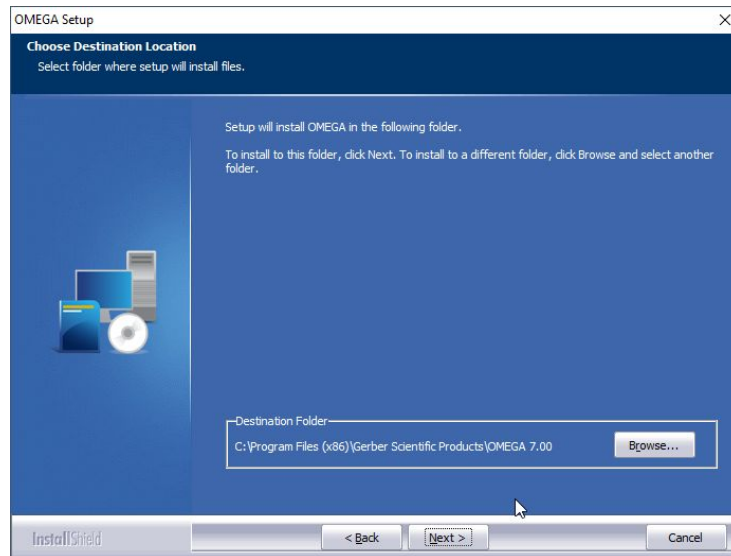 OMEGA Setup
Choose Destination Location
Select folder where setup will install files.
Setup will install OMEGA in the following folder.
To install to this folder, click Next. To install to a different folder, click Browse and select another
folder.
Destination Folder
C:\Program Files (x86)\Gerber Scientific Products\OMEGA 7.00
Browse...
InstallShield
< Back
Next >
Cancel